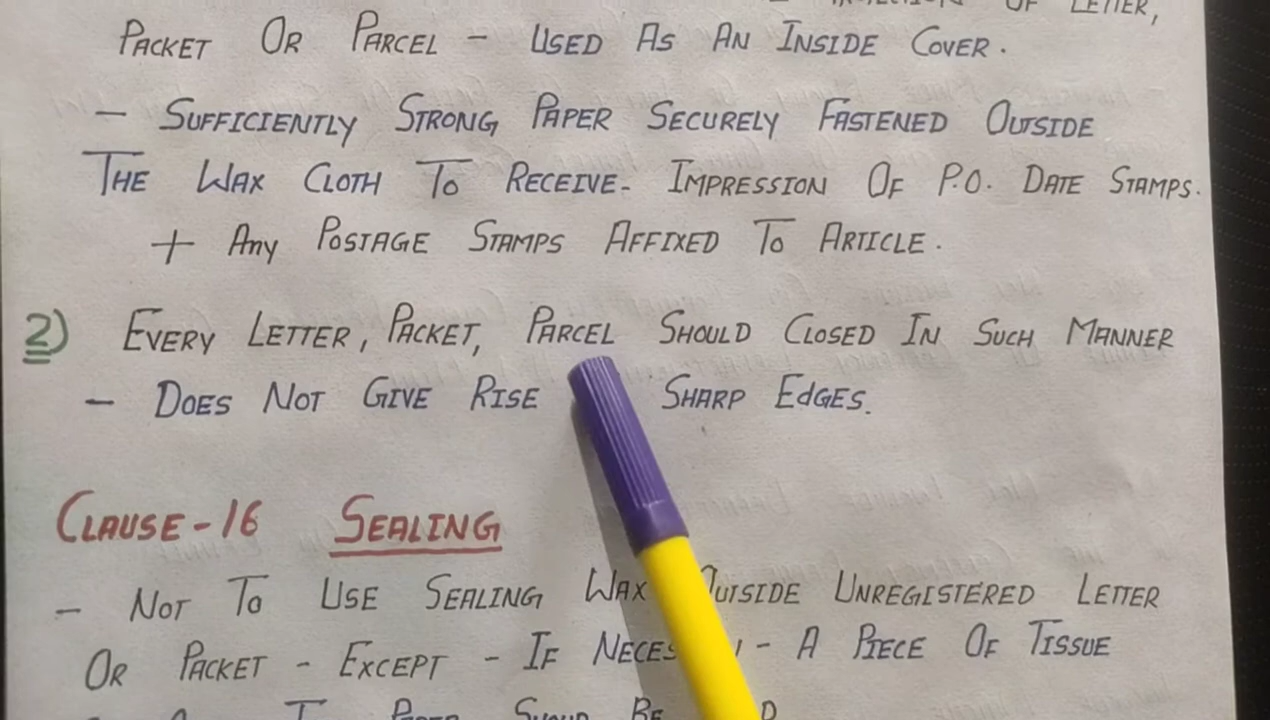 OF LETTER,
PACKET OR PARCEL - USED AS AN INSIDE COVER.
- SUFFICIENTLY STRONG PAPER SECURELY FASTENED OUTSIDE
THE WAX CLOTH TO RECEIVE- IMPRESSION OF P.O. DATE STAMPS.
+ ANY POSTAGE STAMPS AFFIXED TO ARTICLE.
2) EVERY LETTER, PACKET, PARCEL SHOULD CLOSED IN SUCH MANNER
- DOES NOT GIVE RISE SHARP EDGES.
CLAUSE-16 SEALING
- NOT TO USE SEALING WAX OUTSIDE UNREGISTERED LETTER
OR PACKET - EXCEPT - IF - A PIECE OF TISSUE